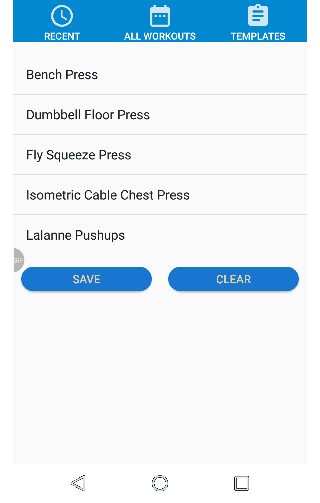 RECENT ALL WORKOUTS TEMPLATES
Bench Press
Dumbbell Floor Press
Fly Squeeze Press
Isometric Cable Chest Press
Lalanne Pushups
GIF
SAVE CLEAR